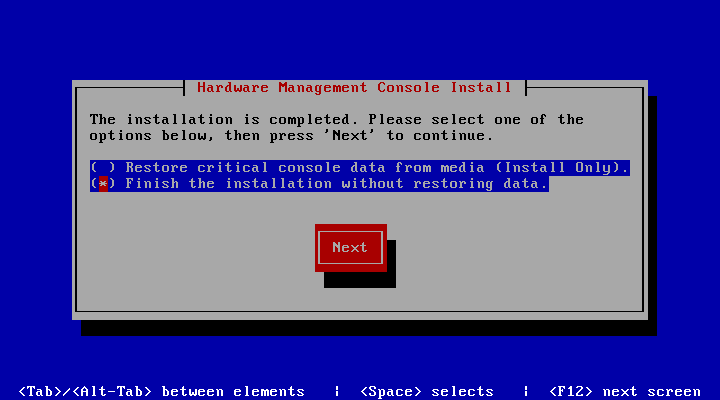 Hardware Management Console Install
The installation is completed. Please select one of the
options below, then press 'Next' to continue.
( ) Restore critical console data from media (Install Only).
(*) Finish the installation without restoring data.
Next
<Tab>/<Alt-Tab> between elements | <Space> selects | <F12> next screen